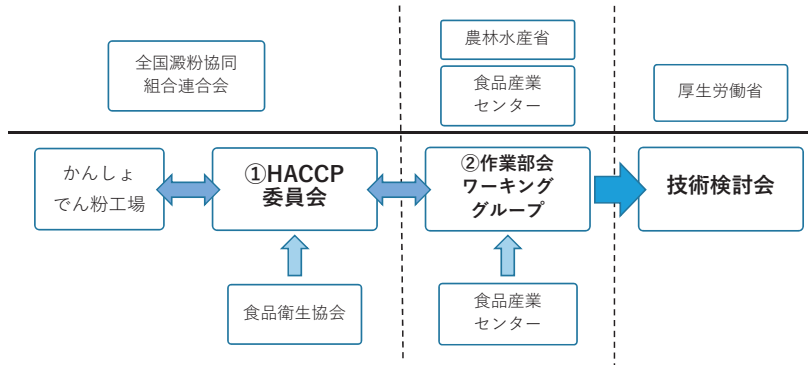 全国澱粉協同
組合連合会
農林水産省
食品産業
センター
厚生労働省
かんしょ
でん粉工場
①HACCP
委員会
②作業部会
ワーキング
グループ
技術検討会
食品衛生協会
食品産業
センター